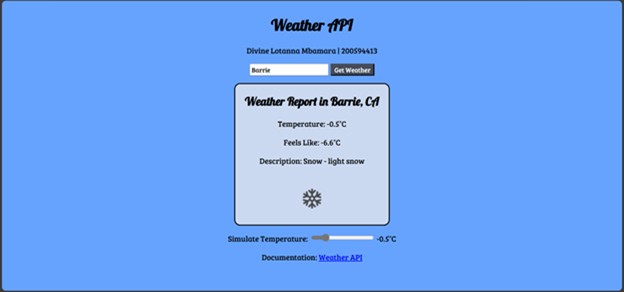 Weather API
Divine Lotanna Mbamara | 200594413
Barrie Get Weather
Weather Report in Barrie, CA
Temperature: -0.5°C
Feels Like: -6.6°C
Description: Snow - light snow
Simulate Temperature: -0.5°C
Documentation: Weather API